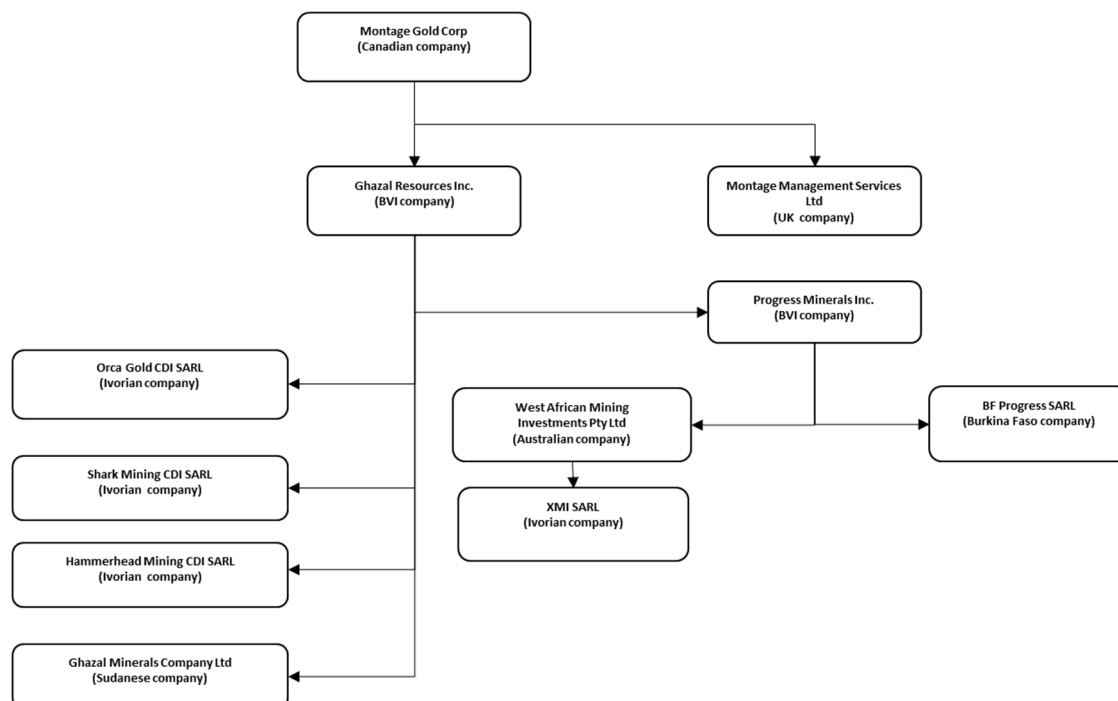 Montage Gold Corp
(Canadian company)
Ghazal Resources Inc.
(BVI company)
Montage Management Services
Ltd
(UK company)
Progress Minerals Inc.
(BVI company)
Orca Gold CDI SARL
(Ivorian company)
West African Mining
Investments Pty Ltd
(Australian company)
BF Progress SARL
(Burkina Faso company)
Shark Mining CDI SARL
(Ivorian company)
XMI SARL
(Ivorian company)
Hammerhead Mining CDI SARL
(Ivorian company)
Ghazal Minerals Company Ltd
(Sudanese company)